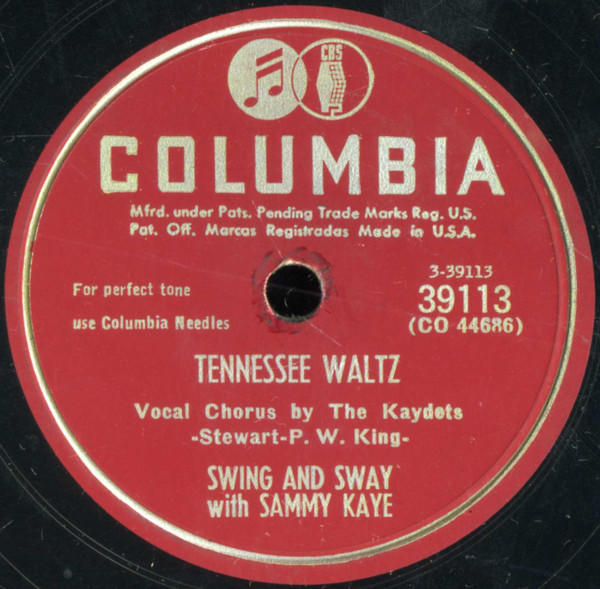 CBS
COLUMBIA
Mfrd. under Pats. Pending Trade Marks Reg. U.S.
Pat. Off. Marcas Registradas Made in U.S.A.
3-39113
For perfect tone
39113
use Columbia Needles
(CO 44686)
TENNESSEE WALTZ
Vocal Chorus by The Kaydets
-Stewart-P. W. King-
SWING AND SWAY
with SAMMY KAYE